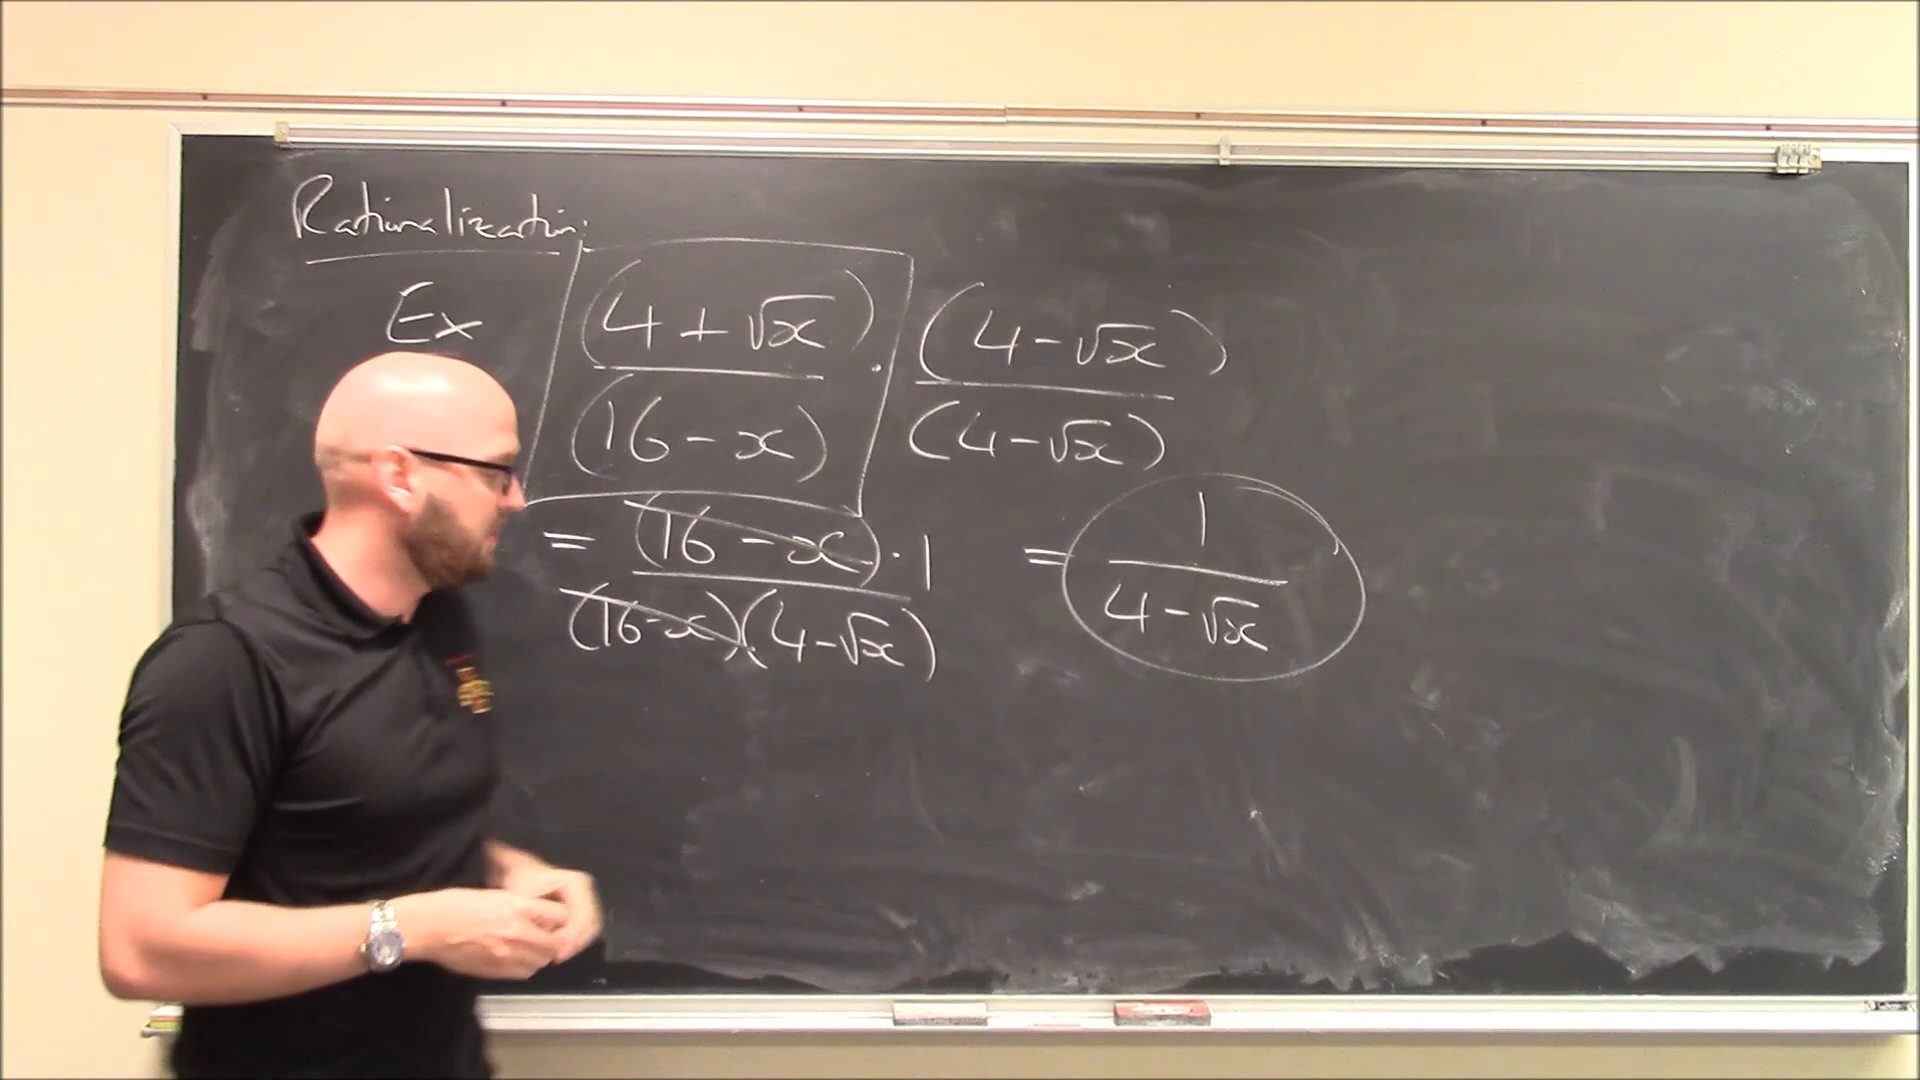 Rationalization:
Ex (4 + √x) / (16 - x) · (4 - √x) / (4 - √x)
= (16 - x) · 1 / (16 - x)(4 - √x) = 1 / 4 - √x